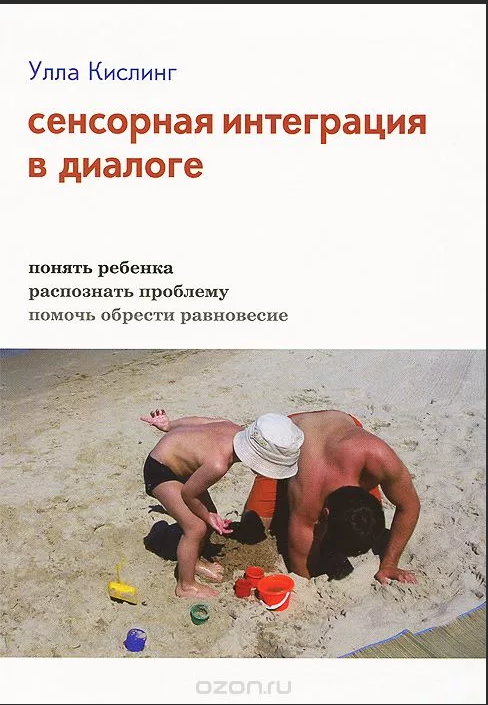 Улла Кислинг
сенсорная интеграция
в диалоге
понять ребенка
распознать проблему
помочь обрести равновесие
ozon.ru